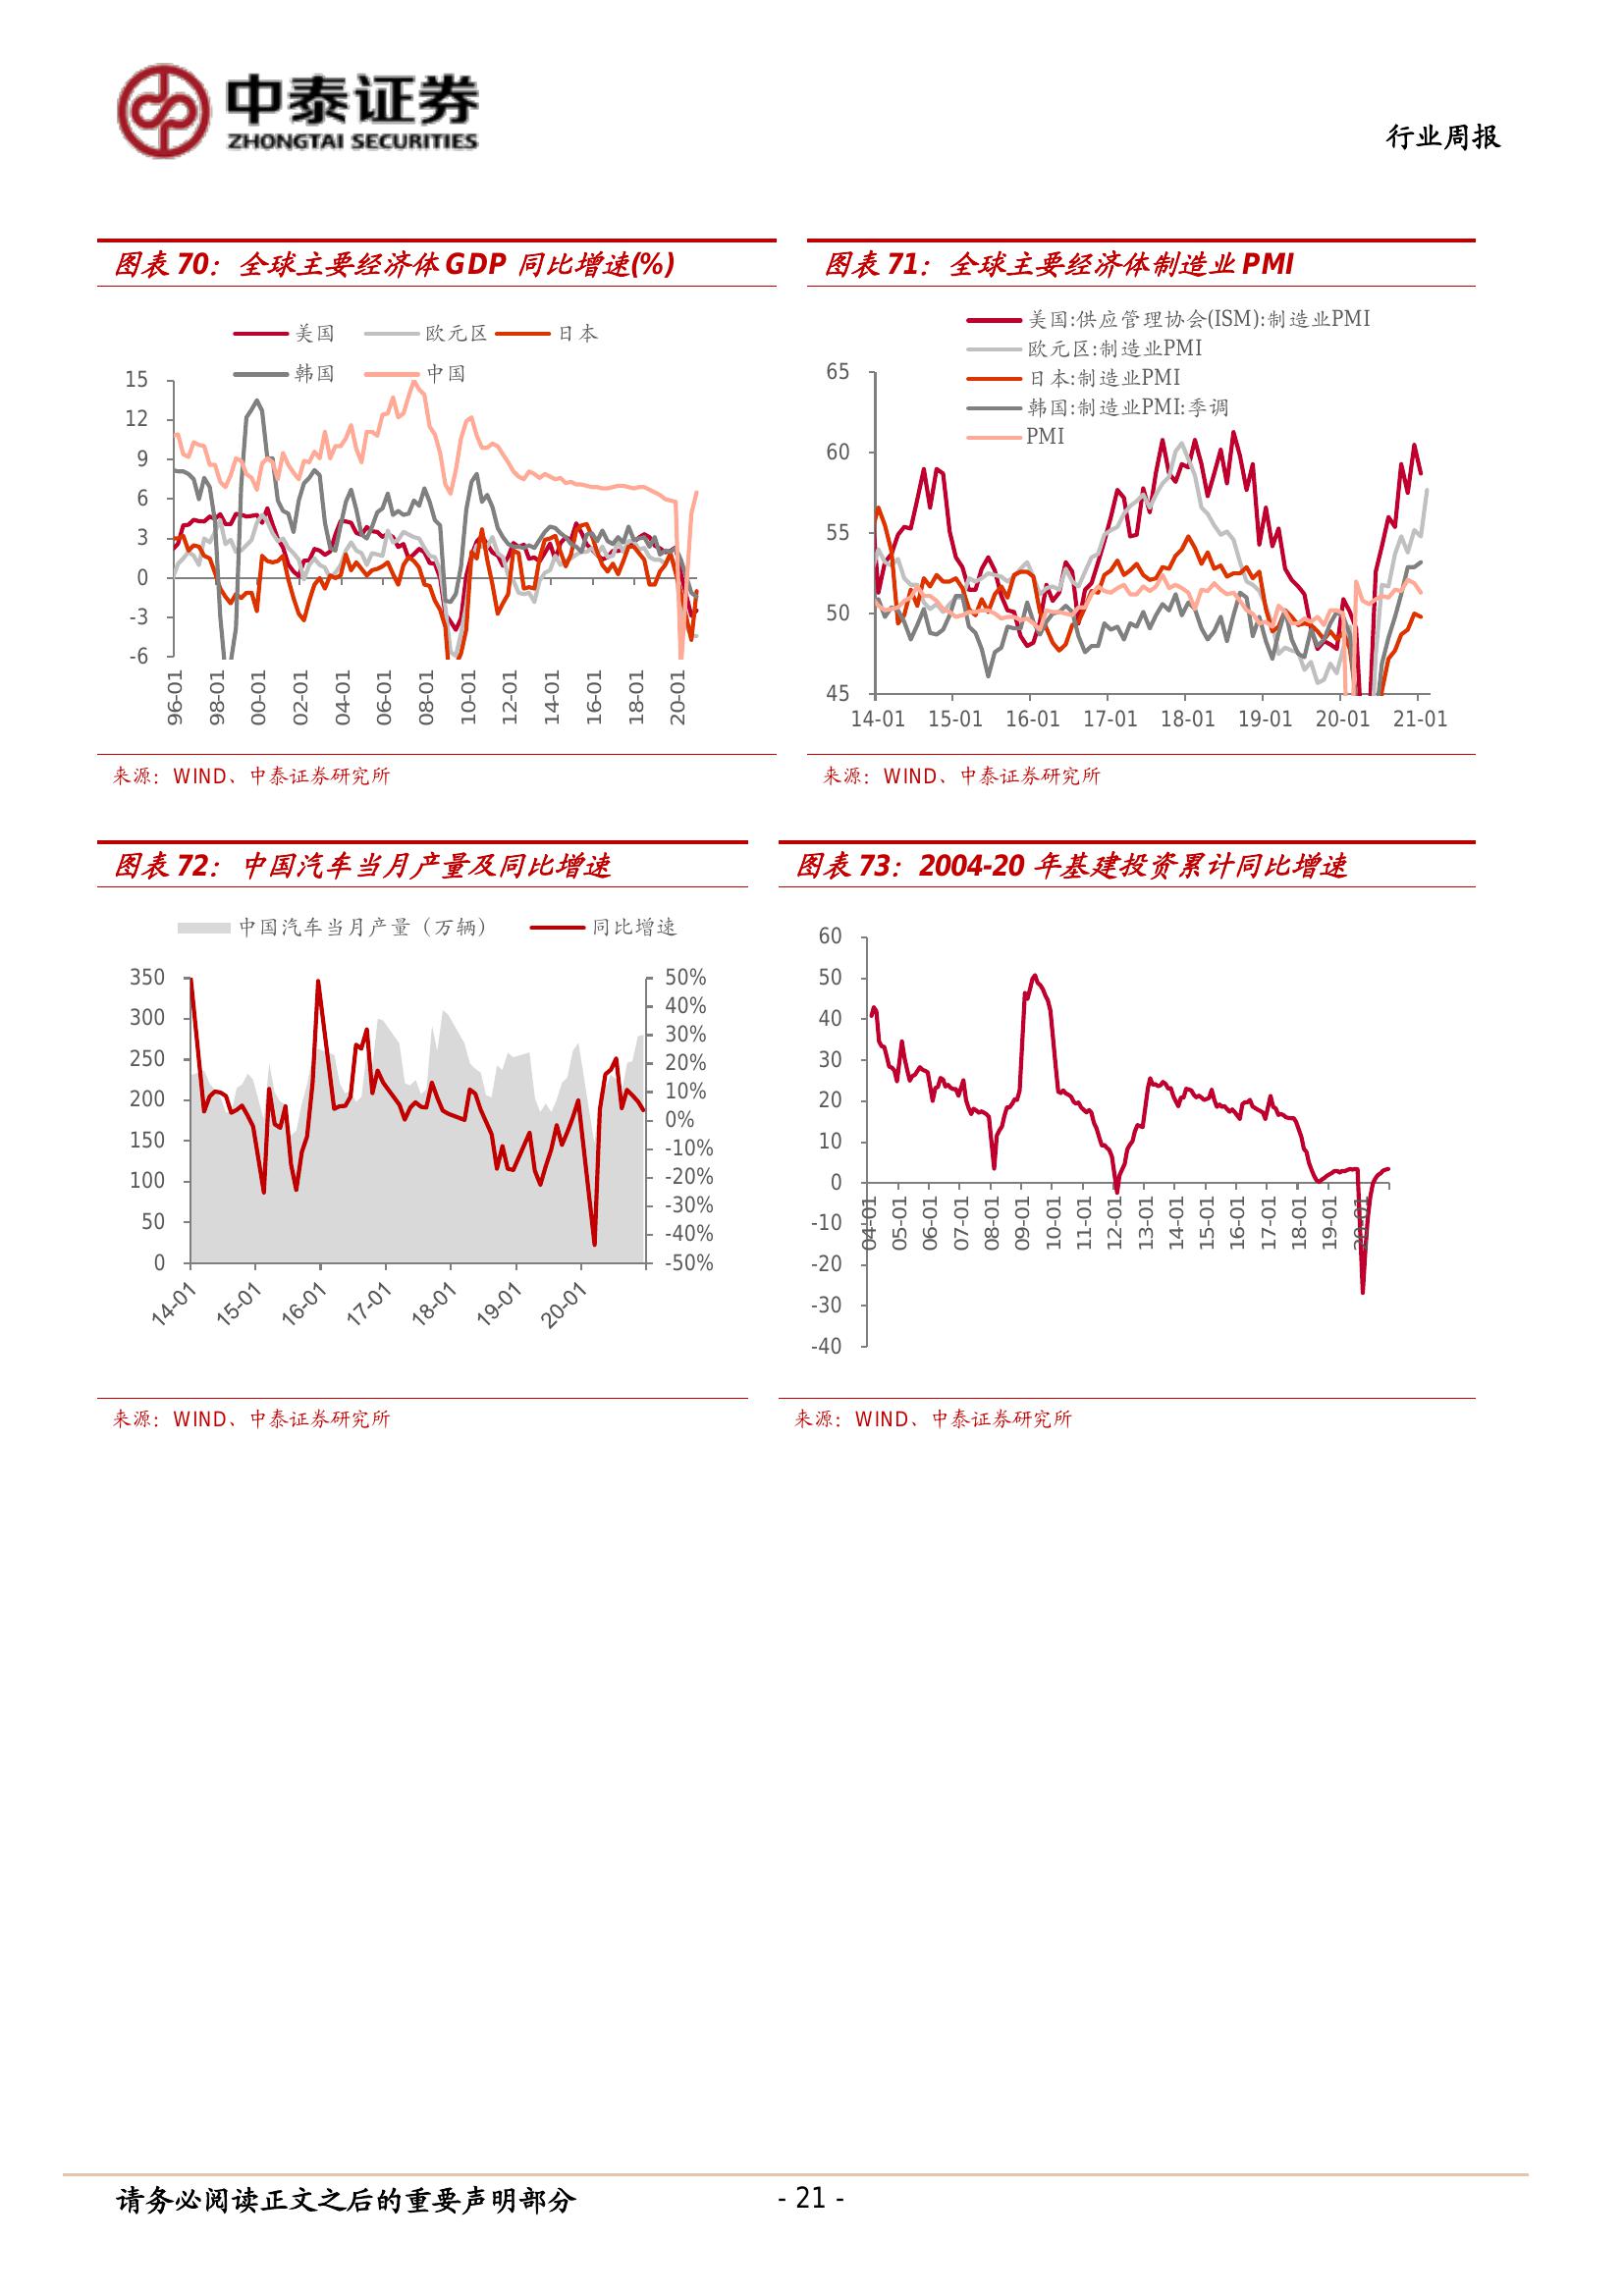 中泰证券
ZHONGTAI SECURITIES
行业周报
图表 70：全球主要经济体 GDP 同比增速(%)
美国 欧元区 日本
韩国 中国
15
12
9
6
3
0
-3
-6
96-01 98-01 00-01 02-01 04-01 06-01 08-01 10-01 12-01 14-01 16-01 18-01 20-01
来源：WIND、中泰证券研究所
图表 71：全球主要经济体制造业 PMI
美国:供应管理协会(ISM):制造业PMI
欧元区:制造业PMI
日本:制造业PMI
韩国:制造业PMI:季调
PMI
65
60
55
50
45
14-01 15-01 16-01 17-01 18-01 19-01 20-01 21-01
来源：WIND、中泰证券研究所
图表 72：中国汽车当月产量及同比增速
中国汽车当月产量（万辆） 同比增速
350 50%
300 40%
250 30%
200 20%
150 10%
100 0%
50 -10%
0 -20%
-30%
-40%
-50%
14-01 15-01 16-01 17-01 18-01 19-01 20-01
来源：WIND、中泰证券研究所
图表 73：2004-20 年基建投资累计同比增速
60
50
40
30
20
10
0
-10
-20
-30
-40
04-01 05-01 06-01 07-01 08-01 09-01 10-01 11-01 12-01 13-01 14-01 15-01 16-01 17-01 18-01 19-01 20-01
来源：WIND、中泰证券研究所
请务必阅读正文之后的重要声明部分
- 21 -